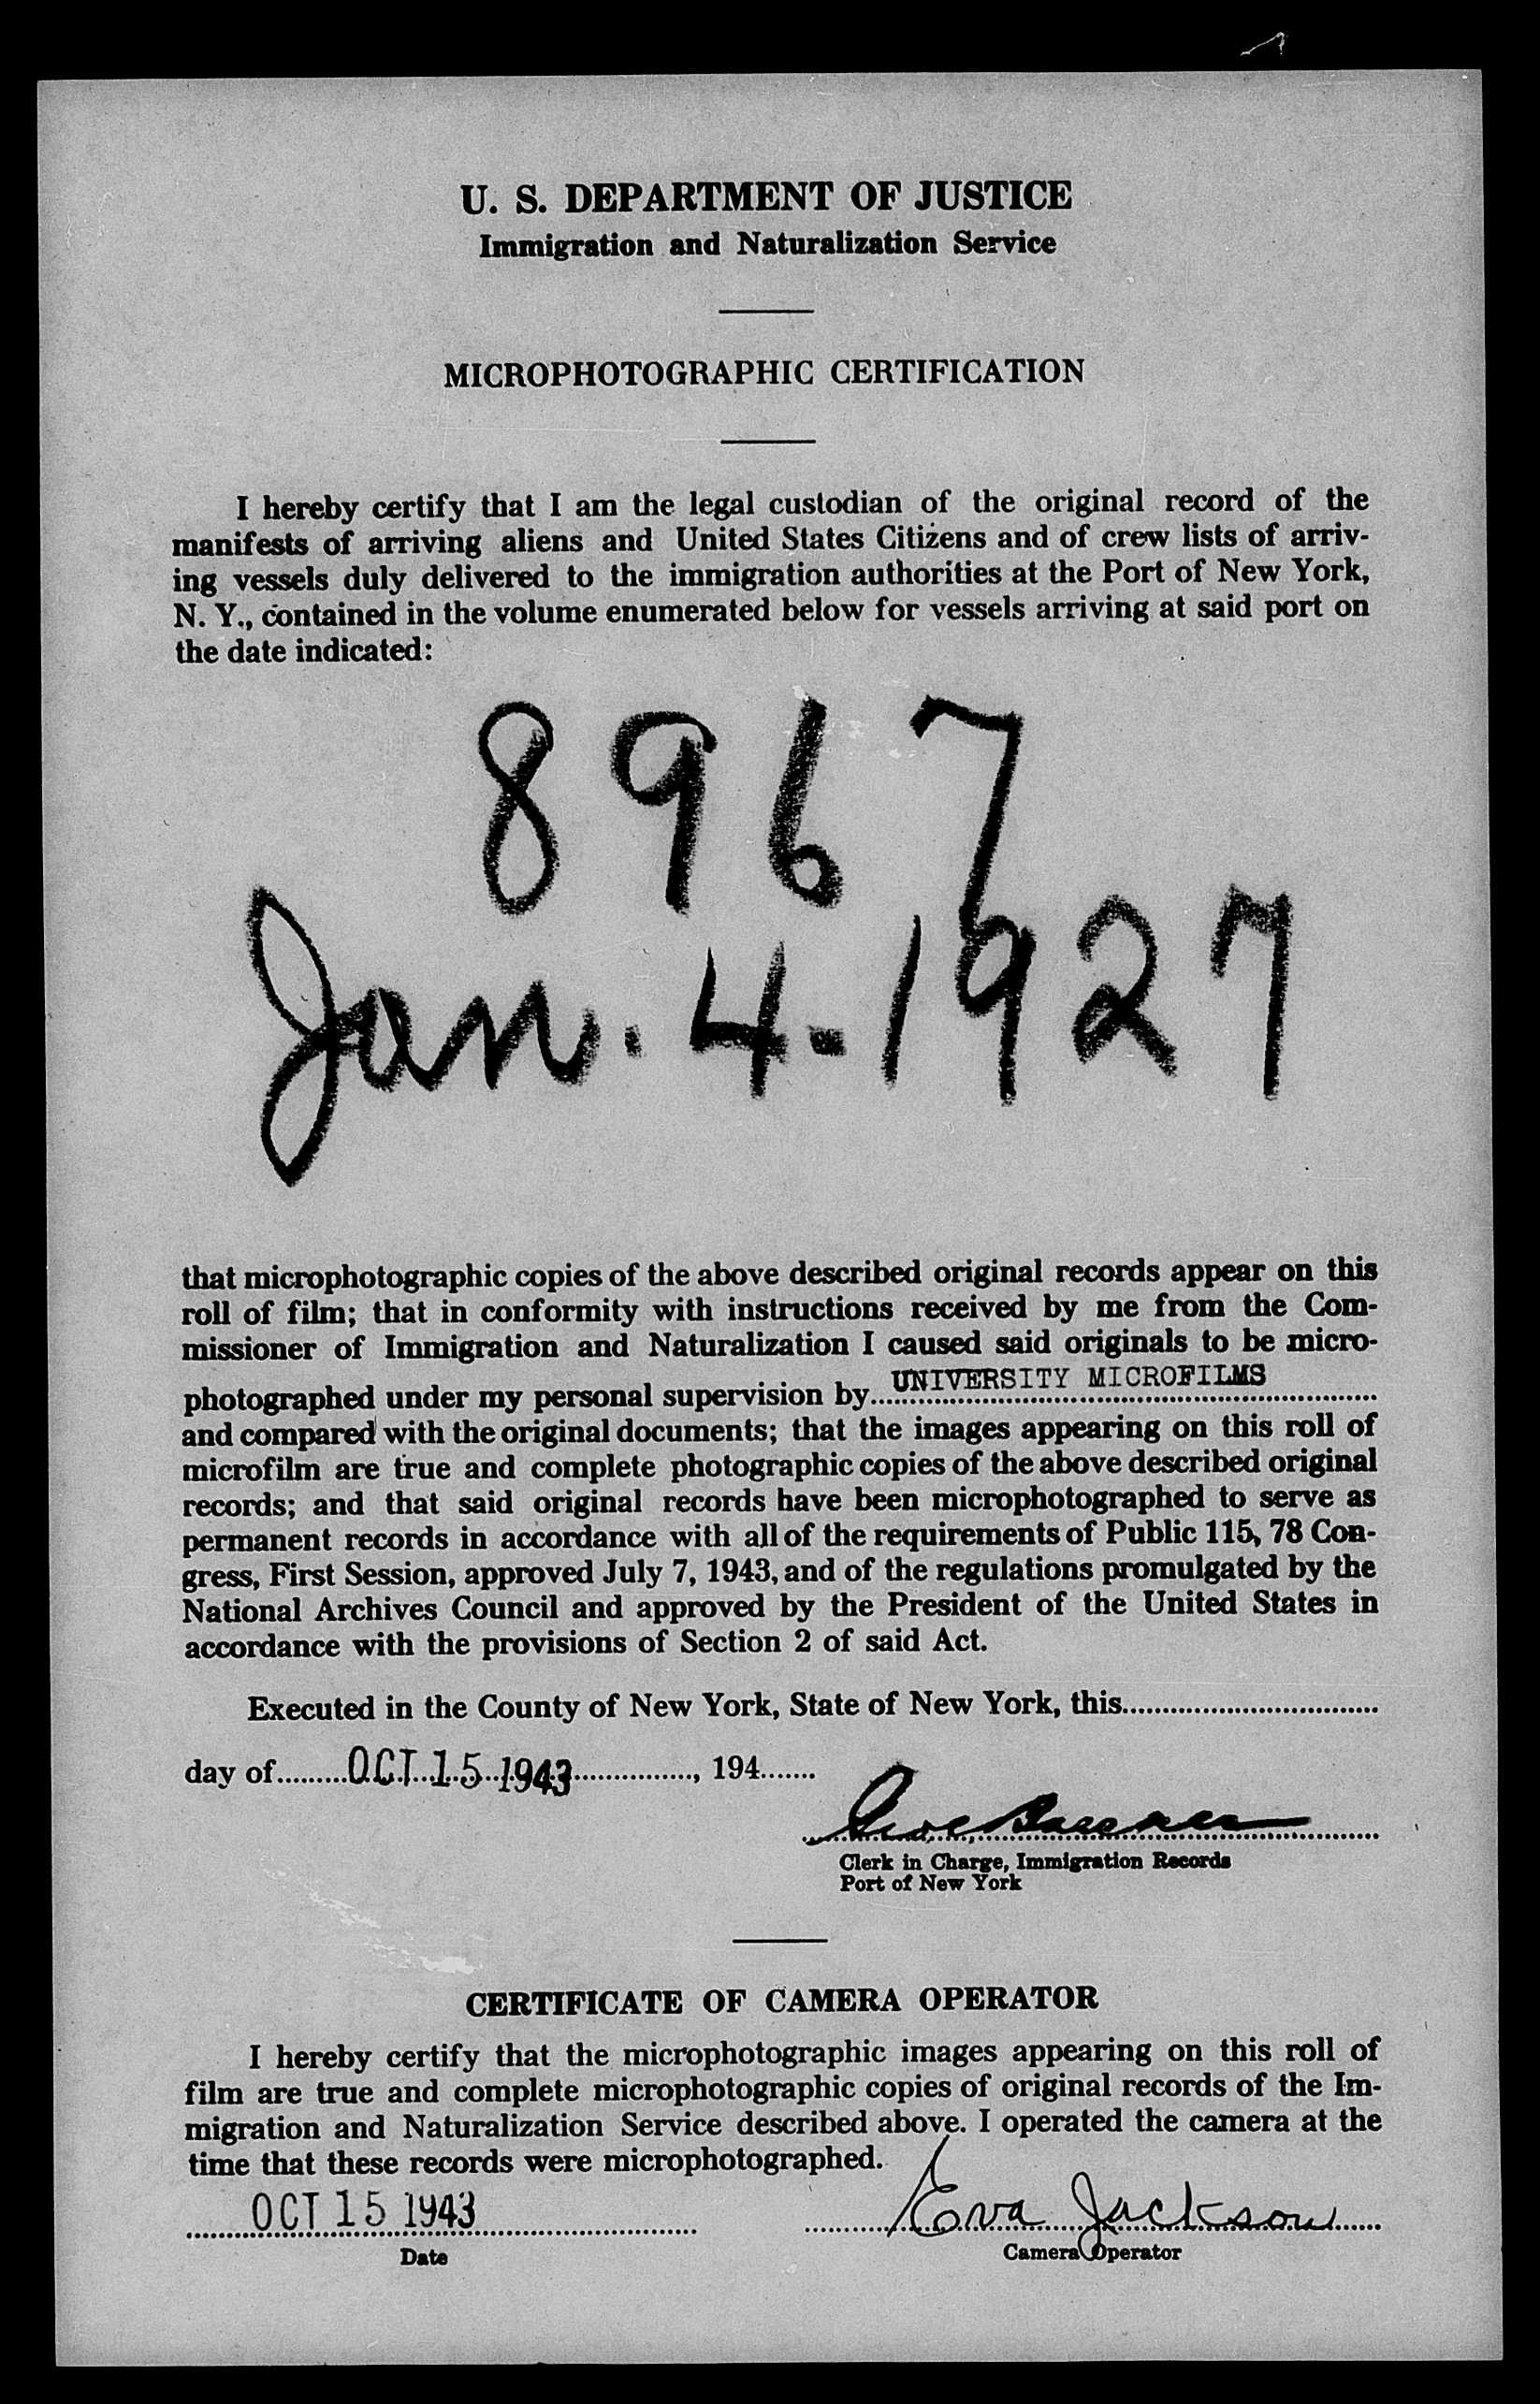 U. S. DEPARTMENT OF JUSTICE
Immigration and Naturalization Service
MICROPHOTOGRAPHIC CERTIFICATION
I hereby certify that I am the legal custodian of the original record of the
manifests of arriving aliens and United States Citizens and of crew lists of arriv-
ing vessels duly delivered to the immigration authorities at the Port of New York,
N. Y., contained in the volume enumerated below for vessels arriving at said port on
the date indicated:
8967
Jan. 4. 1927
that microphotographic copies of the above described original records appear on this
roll of film; that in conformity with instructions received by me from the Com-
missioner of Immigration and Naturalization I caused said originals to be micro-
photographed under my personal supervision by UNIVERSITY MICROFILMS
and compared with the original documents; that the images appearing on this roll of
microfilm are true and complete photographic copies of the above described original
records; and that said original records have been microphotographed to serve as
permanent records in accordance with all of the requirements of Public 115, 78 Con-
gress, First Session, approved July 7, 1943, and of the regulations promulgated by the
National Archives Council and approved by the President of the United States in
accordance with the provisions of Section 2 of said Act.
Executed in the County of New York, State of New York, this
day of OCT 15 1943, 194
Clerk in Charge, Immigration Records
Port of New York
CERTIFICATE OF CAMERA OPERATOR
I hereby certify that the microphotographic images appearing on this roll of
film are true and complete microphotographic copies of original records of the Im-
migration and Naturalization Service described above. I operated the camera at the
time that these records were microphotographed.
OCT 15 1943 Eva Jackson
Date Camera Operator